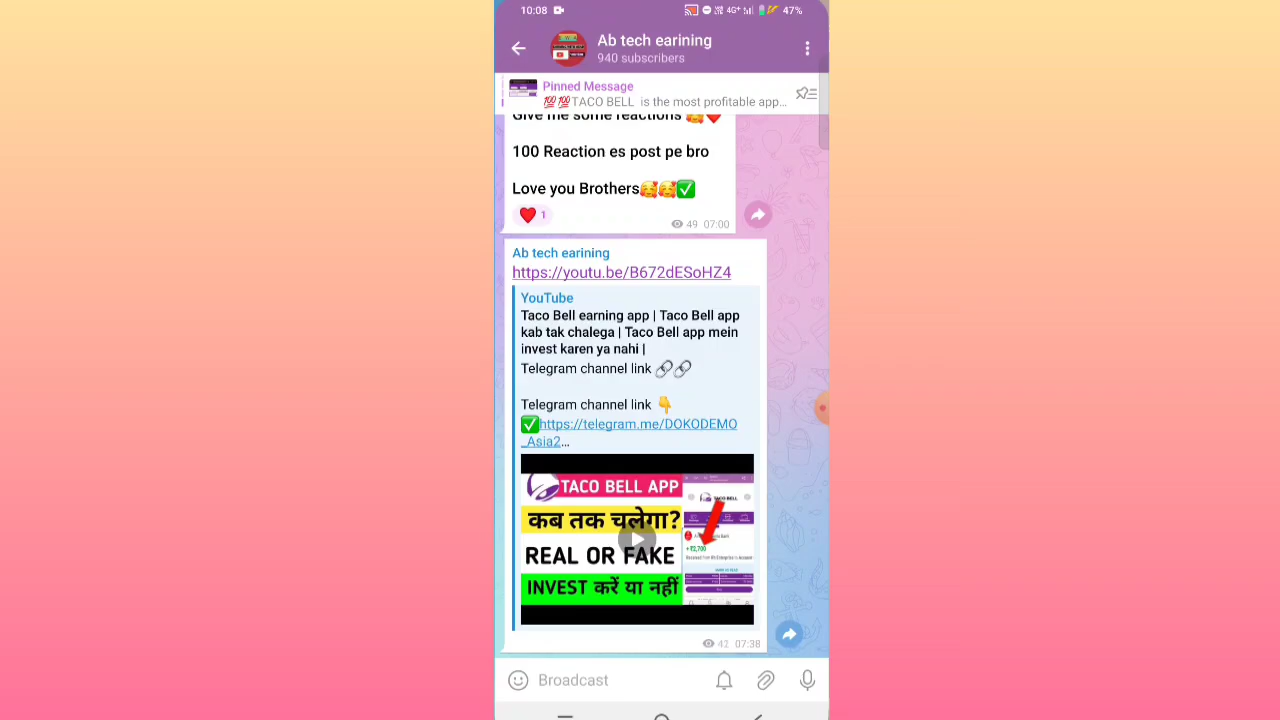 10:08
4G+
47%
Ab tech earining
940 subscribers
Pinned Message
💯💯TACO BELL is the most profitable app...
Give me some reactions 🥰❤️
100 Reaction es post pe bro
Love you Brothers🥰🥰✅
❤️ 1
49 07:00
Ab tech earining
https://youtu.be/B672dESoHZ4
YouTube
Taco Bell earning app | Taco Bell app
kab tak chalega | Taco Bell app mein
invest karen ya nahi |
Telegram channel link 🔗🔗
Telegram channel link 👇
✅https://telegram.me/DOKODEMO
_Asia2...
TACO BELL APP
कब तक चलेगा?
REAL OR FAKE
INVEST करें या नहीं
TACO BELL
+₹2,700
42 07:38
Broadcast